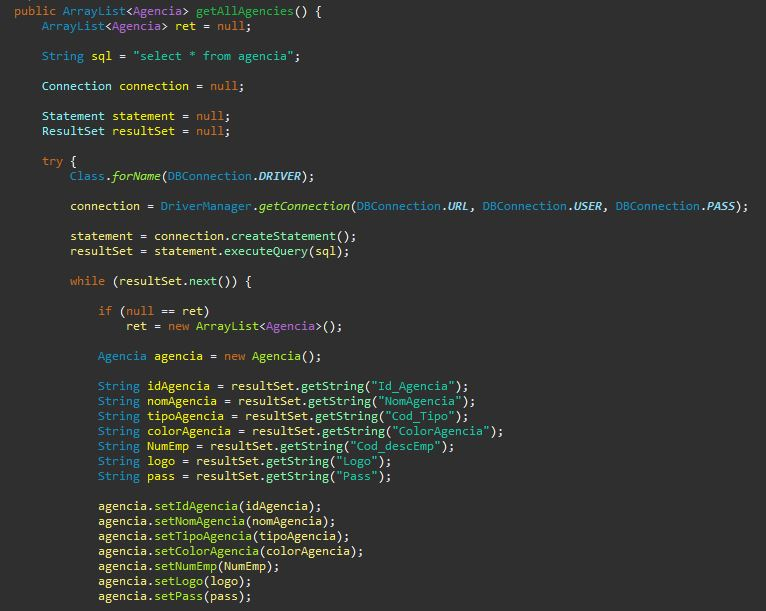 public ArrayList<Agencia> getAllAgencies() {
ArrayList<Agencia> ret = null;
String sql = "select * from agencia";
Connection connection = null;
Statement statement = null;
ResultSet resultSet = null;
try {
Class.forName(DBConnection.DRIVER);
connection = DriverManager.getConnection(DBConnection.URL, DBConnection.USER, DBConnection.PASS);
statement = connection.createStatement();
resultSet = statement.executeQuery(sql);
while (resultSet.next()) {
if (null == ret)
ret = new ArrayList<Agencia>();
Agencia agencia = new Agencia();
String idAgencia = resultSet.getString("Id_Agencia");
String nomAgencia = resultSet.getString("NomAgencia");
String tipoAgencia = resultSet.getString("Cod_Tipo");
String colorAgencia = resultSet.getString("ColorAgencia");
String NumEmp = resultSet.getString("Cod_descEmp");
String logo = resultSet.getString("Logo");
String pass = resultSet.getString("Pass");
agencia.setIdAgencia(idAgencia);
agencia.setNomAgencia(nomAgencia);
agencia.setTipoAgencia(tipoAgencia);
agencia.setColorAgencia(colorAgencia);
agencia.setNumEmp(NumEmp);
agencia.setLogo(logo);
agencia.setPass(pass);